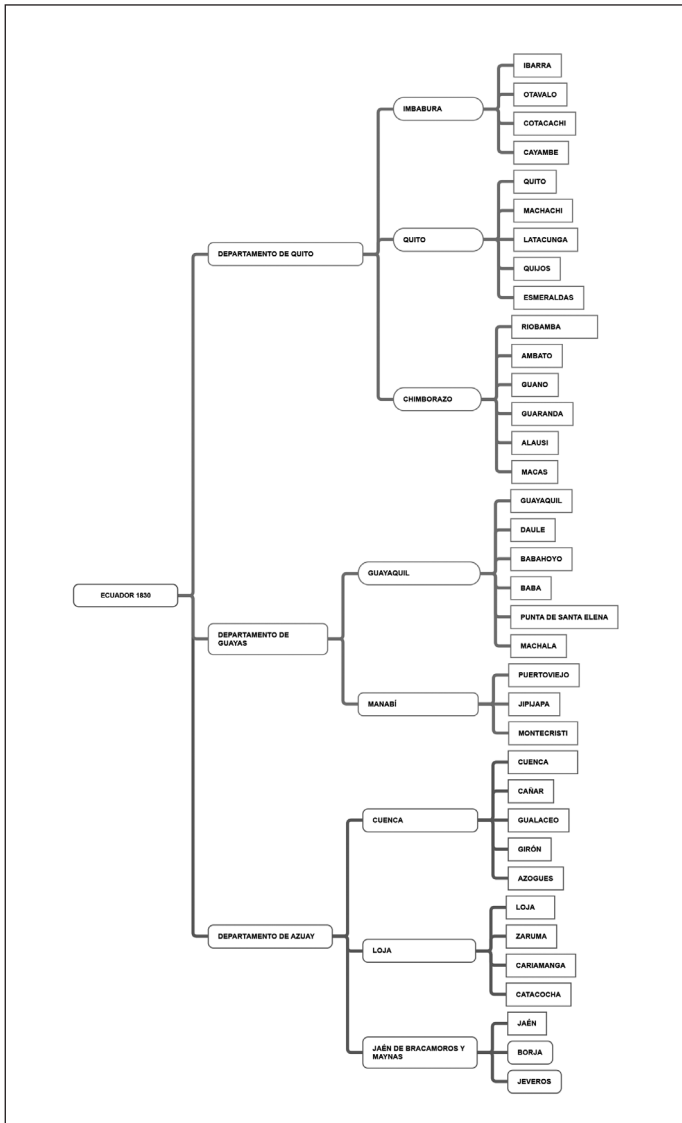 ECUADOR 1830
DEPARTAMENTO DE QUITO
IMBABURA
IBARRA
OTAVALO
COTACACHI
CAYAMBE
QUITO
QUITO
MACHACHI
LATACUNGA
QUIJOS
ESMERALDAS
CHIMBORAZO
RIOBAMBA
AMBATO
GUANO
GUARANDA
ALAUSI
MACAS
DEPARTAMENTO DE
GUAYAS
GUAYAQUIL
GUAYAQUIL
DAULE
BABAHOYO
BABA
PUNTA DE SANTA ELENA
MACHALA
MANABÍ
PUERTOVIEJO
JIPIJAPA
MONTECRISTI
DEPARTAMENTO DE AZUAY
CUENCA
CUENCA
CAÑAR
GUALACEO
GIRÓN
AZOGUES
LOJA
LOJA
ZARUMA
CARIAMANGA
CATACOCHA
JAÉN DE BRACAMOROS Y
MAYNAS
JAÉN
BORJA
JEVEROS